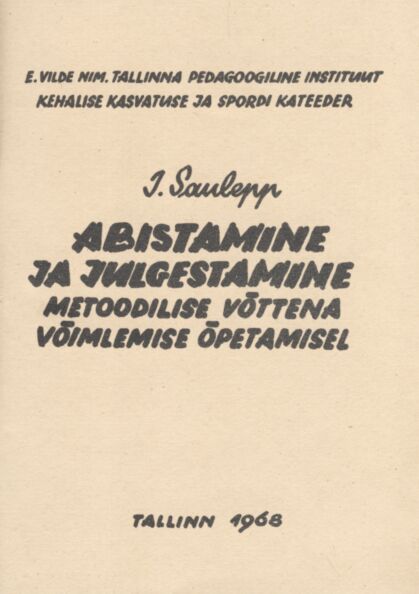 E. VILDE NIM. TALLINNA PEDAGOOGILINE INSTITUUT
KEHALISE KASVATUSE JA SPORDI KATEEDER
I. Saulepp
ABISTAMINE
JA JULGESTAMINE
METOODILISE VÕTTENA
VÕIMLEMISE ÕPETAMISEL
TALLINN 1968